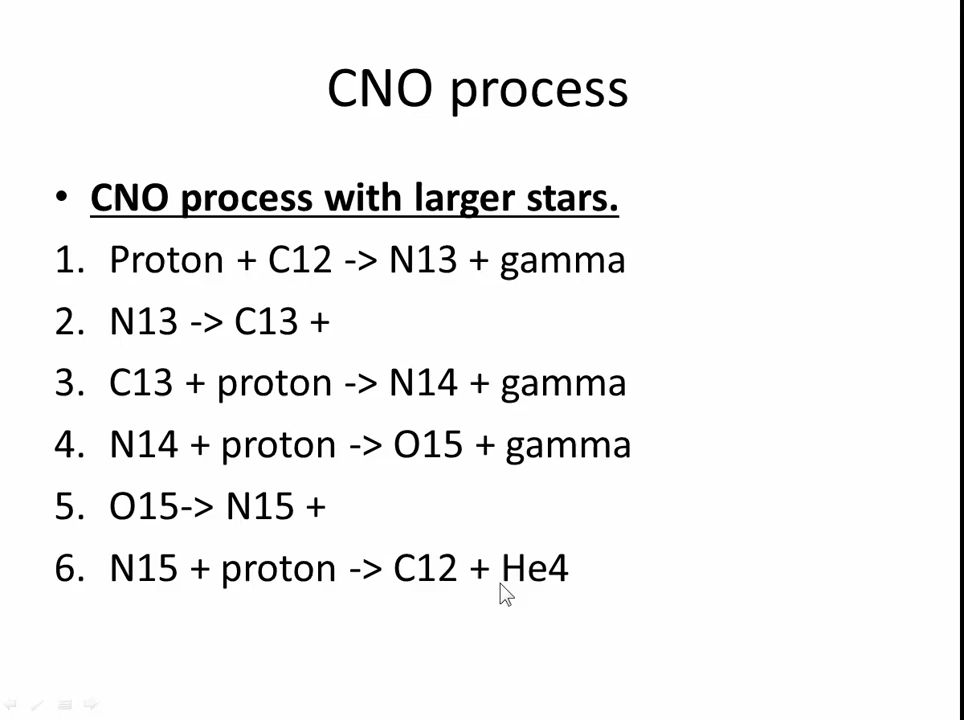 CNO process
• CNO process with larger stars.
1. Proton + C12 -> N13 + gamma
2. N13 -> C13 +
3. C13 + proton -> N14 + gamma
4. N14 + proton -> O15 + gamma
5. O15-> N15 +
6. N15 + proton -> C12 + He4